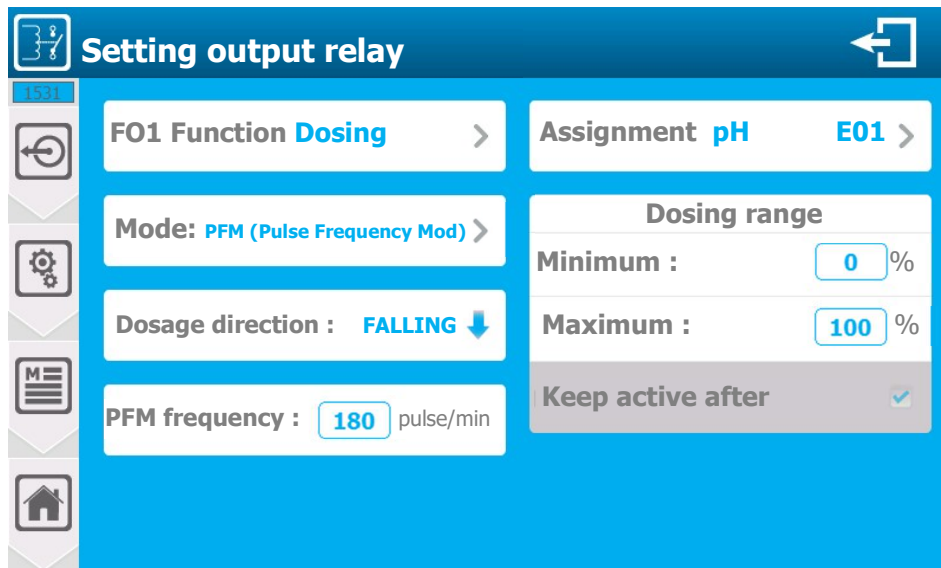 Setting output relay
1531
FO1 Function Dosing
Mode: PFM (Pulse Frequency Mod)
Dosage direction : FALLING
PFM frequency : 180 pulse/min
Assignment pH E01
Dosing range
Minimum : 0 %
Maximum : 100 %
Keep active after
M